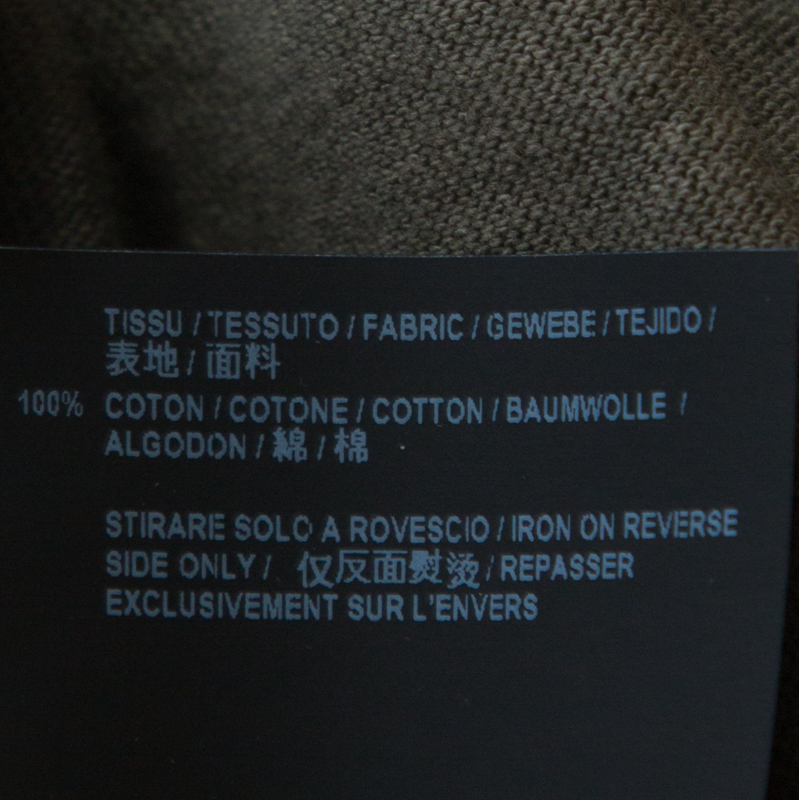 TISSU / TESSUTO / FABRIC / GEWEBE / TEJIDO /
表地 / 面料
100% COTON / COTONE / COTTON / BAUMWOLLE /
ALGODON / 綿 / 棉
STIRARE SOLO A ROVESCIO / IRON ON REVERSE
SIDE ONLY / 仅反面熨烫 / REPASSER
EXCLUSIVEMENT SUR L'ENVERS